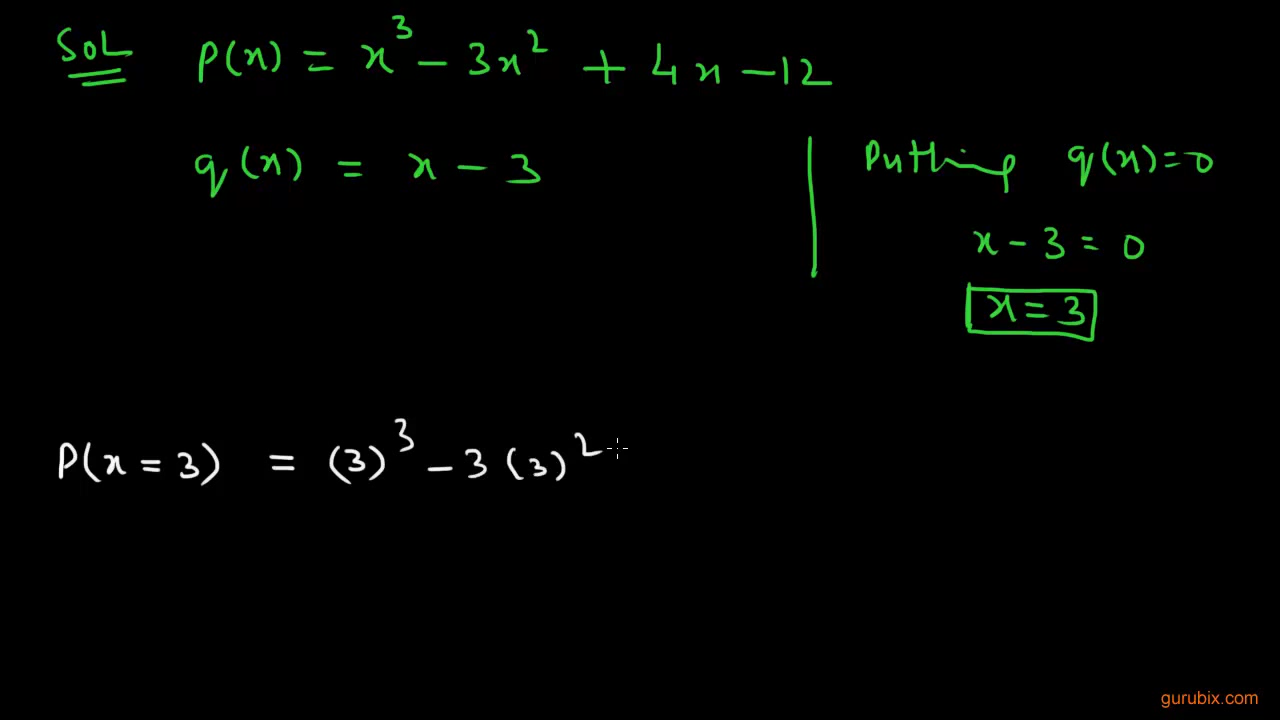 Sol P(x) = x³ - 3x² + 4x - 12
q(x) = x - 3
Putting q(x) = 0
x - 3 = 0
x = 3
P(x = 3) = (3)³ - 3(3)²
gurubix.com